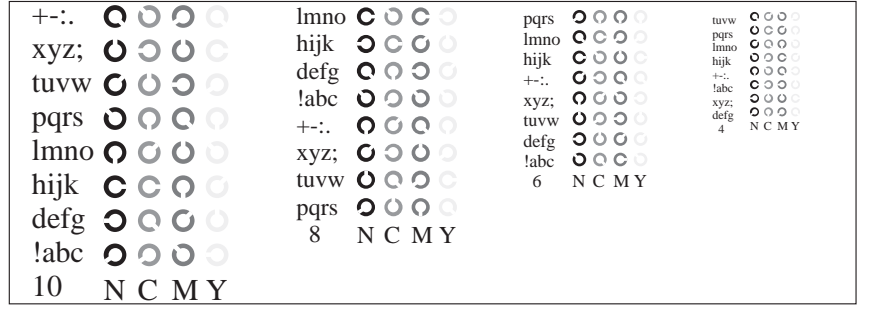 +-:.
xyz;
tuvw
pqrs
lmno
hijk
defg
!abc
10 N C M Y
lmno
hijk
defg
!abc
+-:.
xyz;
tuvw
pqrs
8 N C M Y
pqrs
lmno
hijk
+-:.
xyz;
tuvw
defg
!abc
6 N C M Y
tuvw
pqrs
lmno
hijk
+-:.
!abc
xyz;
defg
4 N C M Y